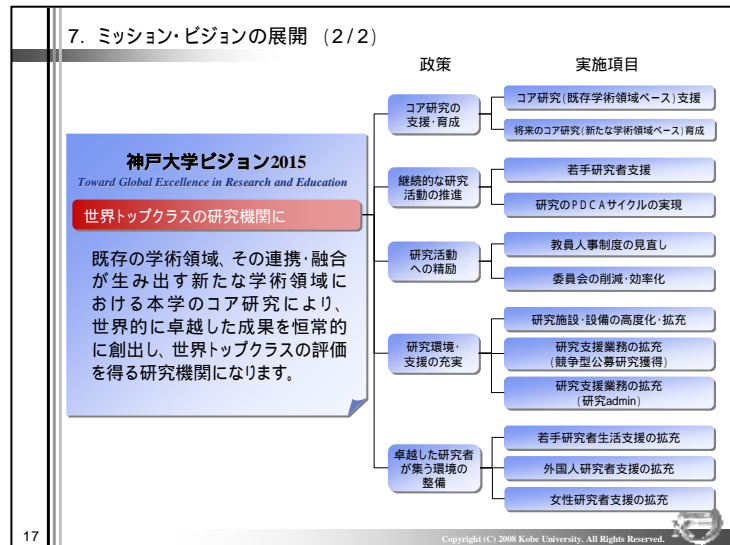 7. ミッション･ビジョンの展開 (2/2)
政策
実施項目
神戸大学ビジョン2015
Toward Global Excellence in Research and Education
世界トップクラスの研究機関に
既存の学術領域、その連携･融合
が生み出す新たな学術領域に
おける本学のコア研究により、
世界的に卓越した成果を恒常的
に創出し、世界トップクラスの評価
を得る研究機関になります。
コア研究の
支援･育成
コア研究(既存学術領域ベース)支援
将来のコア研究(新たな学術領域ベース)育成
継続的な研究
活動の推進
若手研究者支援
研究のPDCAサイクルの実現
研究活動
への精励
教員人事制度の見直し
委員会の削減･効率化
研究環境･
支援の充実
研究施設･設備の高度化･拡充
研究支援業務の拡充
(競争型公募研究獲得)
研究支援業務の拡充
(研究admin)
卓越した研究者
が集う環境の
整備
若手研究者生活支援の拡充
外国人研究者支援の拡充
女性研究者支援の拡充
17
Copyright (C) 2008 Kobe University. All Rights Reserved.